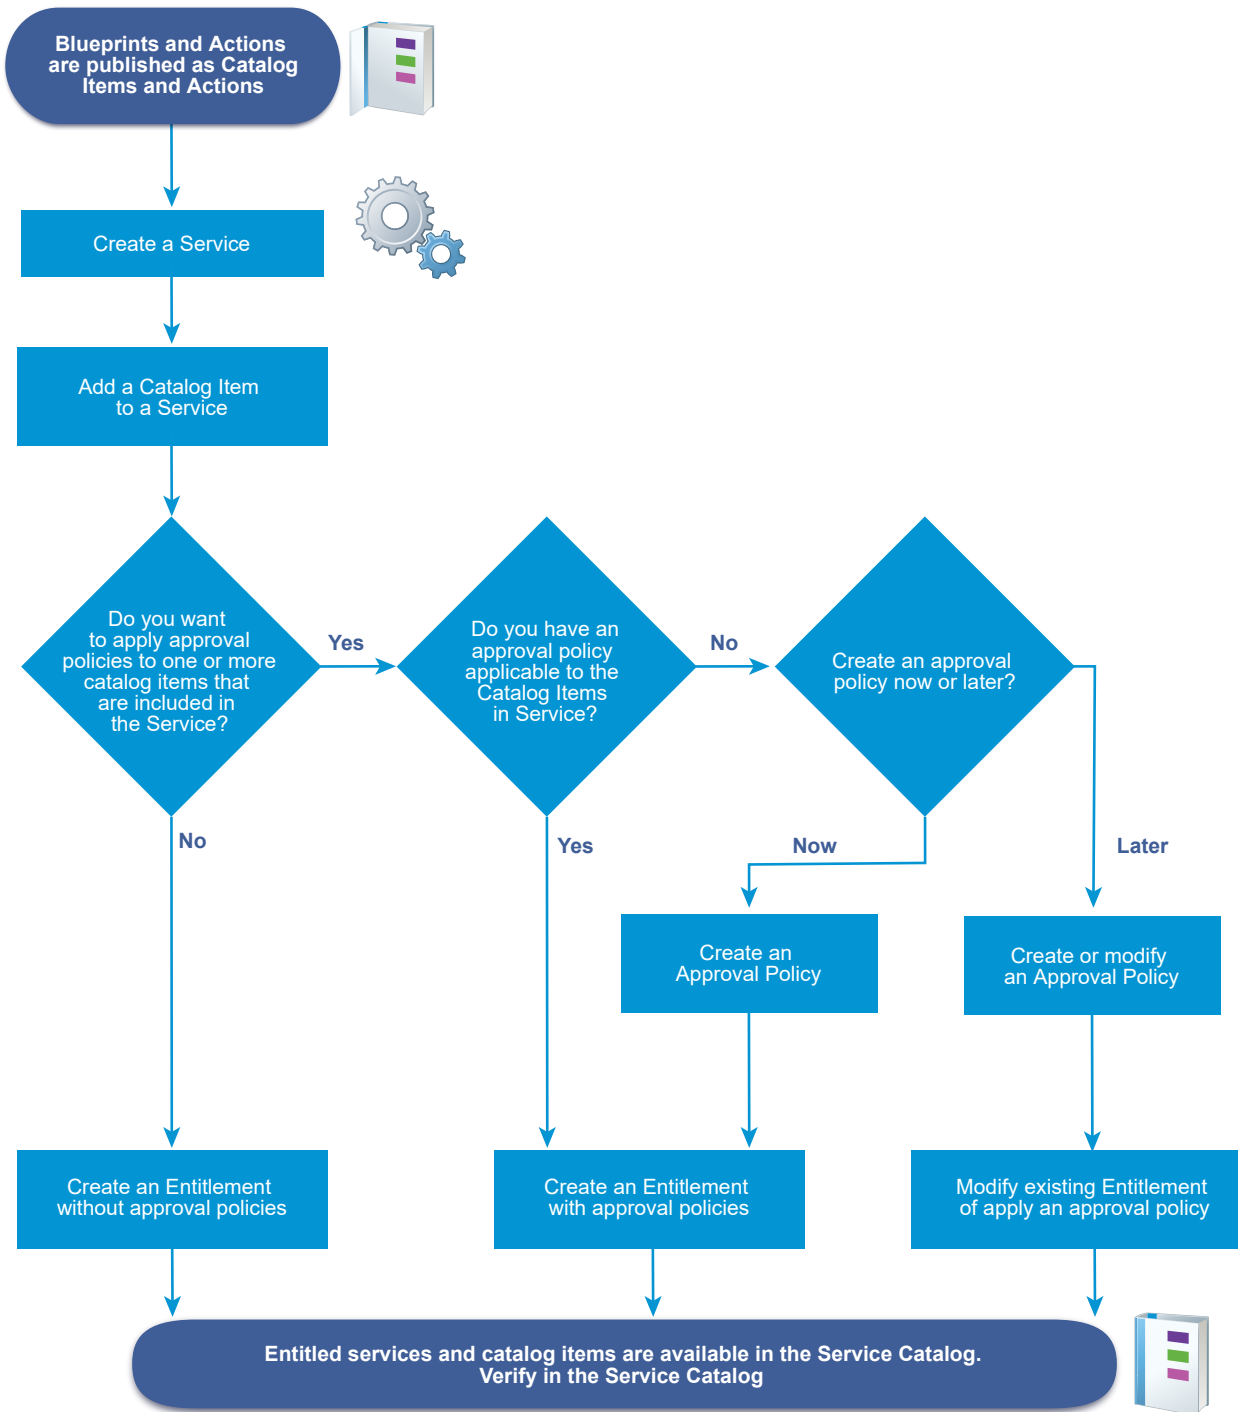 Blueprints and Actions
are published as Catalog
Items and Actions
Create a Service
Add a Catalog Item
to a Service
Do you want
to apply approval
policies to one or more
catalog items that
are included in
the Service?
Yes
Do you have an
approval policy
applicable to the
Catalog Items
in Service?
No
Create an approval
policy now or later?
No
Yes
Now
Later
Create an
Approval Policy
Create or modify
an Approval Policy
Create an Entitlement
without approval policies
Create an Entitlement
with approval policies
Modify existing Entitlement
of apply an approval policy
Entitled services and catalog items are available in the Service Catalog.
Verify in the Service Catalog